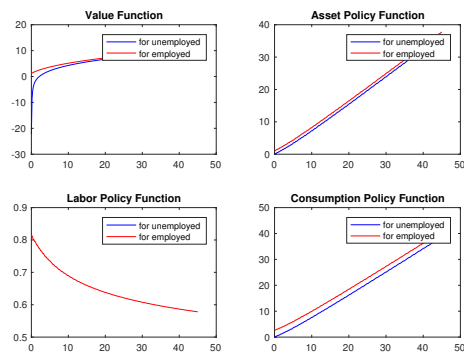 Value Function
20
10
0
-10
-20
-30
0 10 20 30 40 50
for unemployed
for employed
Asset Policy Function
40
30
20
10
0
0 10 20 30 40 50
for unemployed
for employed
Labor Policy Function
0.9
0.8
0.7
0.6
0.5
0 10 20 30 40 50
for unemployed
for employed
Consumption Policy Function
50
40
30
20
10
0
0 10 20 30 40 50
for unemployed
for employed